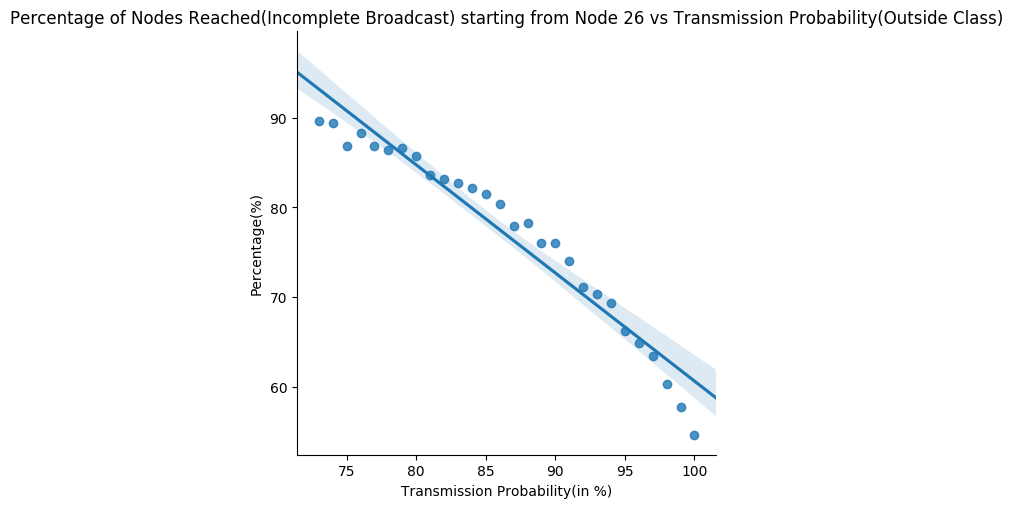 Percentage of Nodes Reached(Incomplete Broadcast) starting from Node 26 vs Transmission Probability(Outside Class)
Percentage(%)
90
80
70
60
75 80 85 90 95 100
Transmission Probability(in %)